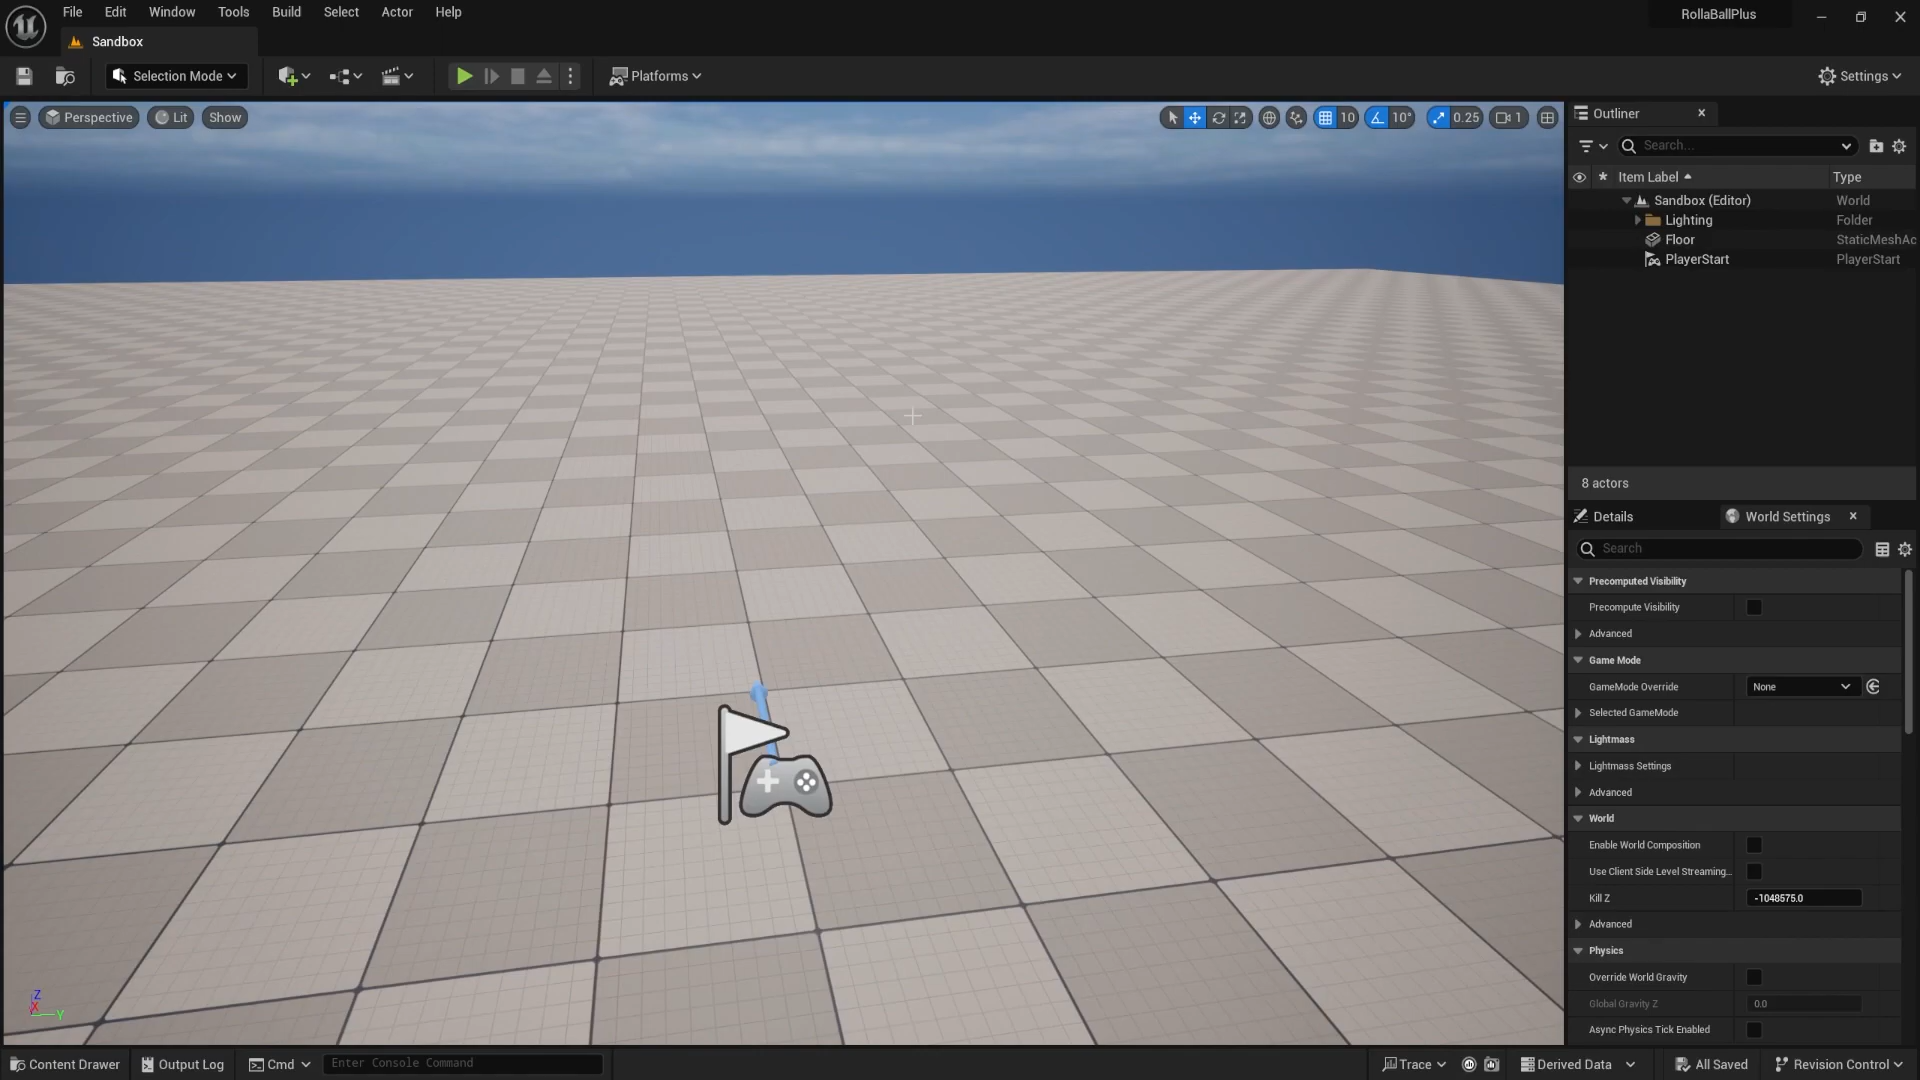 File Edit Window Tools Build Select Actor Help
RollaBallPlus
Sandbox
Selection Mode
Platforms
Settings
Perspective Lit Show
10 10° 0.25 1
Outliner
Search...
Item Label Type
Sandbox (Editor) World
Lighting Folder
Floor StaticMeshAc
PlayerStart PlayerStart
8 actors
Details World Settings
Search
Precomputed Visibility
Precompute Visibility
Advanced
Game Mode
GameMode Override None
Selected GameMode
Lightmass
Lightmass Settings
Advanced
World
Enable World Composition
Use Client Side Level Streaming...
Kill Z -1048575.0
Advanced
Physics
Override World Gravity
Global Gravity Z 0.0
Async Physics Tick Enabled
Z
X
Y
Content Drawer Output Log Cmd Enter Console Command Trace Derived Data All Saved Revision Control